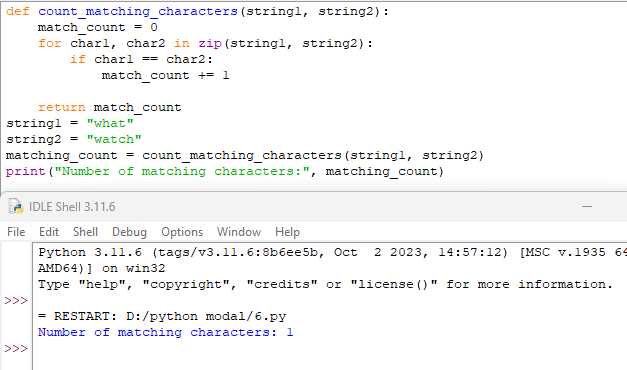 def count_matching_characters(string1, string2):
    match_count = 0
    for char1, char2 in zip(string1, string2):
        if char1 == char2:
            match_count += 1

    return match_count
string1 = "what"
string2 = "watch"
matching_count = count_matching_characters(string1, string2)
print("Number of matching characters:", matching_count)
IDLE Shell 3.11.6
File Edit Shell Debug Options Window Help
Python 3.11.6 (tags/v3.11.6:8b6ee5b, Oct  2 2023, 14:57:12) [MSC v.1935 64
AMD64)] on win32
Type "help", "copyright", "credits" or "license()" for more information.
>>>
= RESTART: D:/python modal/6.py
Number of matching characters: 1
>>>